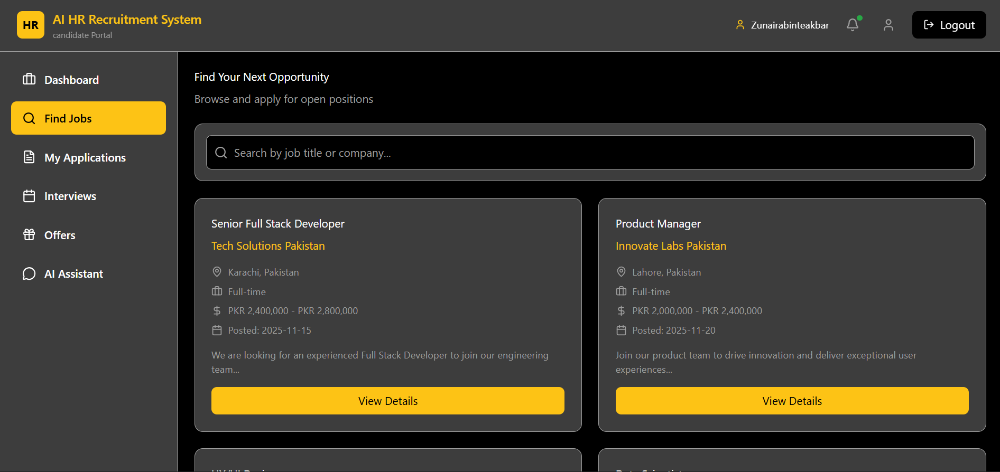 HR
AI HR Recruitment System
candidate Portal
Zunairabinteakbar
Logout
Dashboard
Find Jobs
My Applications
Interviews
Offers
AI Assistant
Find Your Next Opportunity
Browse and apply for open positions
Search by job title or company...
Senior Full Stack Developer
Tech Solutions Pakistan
Karachi, Pakistan
Full-time
PKR 2,400,000 - PKR 2,800,000
Posted: 2025-11-15
We are looking for an experienced Full Stack Developer to join our engineering
team...
View Details
Product Manager
Innovate Labs Pakistan
Lahore, Pakistan
Full-time
PKR 2,000,000 - PKR 2,400,000
Posted: 2025-11-20
Join our product team to drive innovation and deliver exceptional user
experiences...
View Details